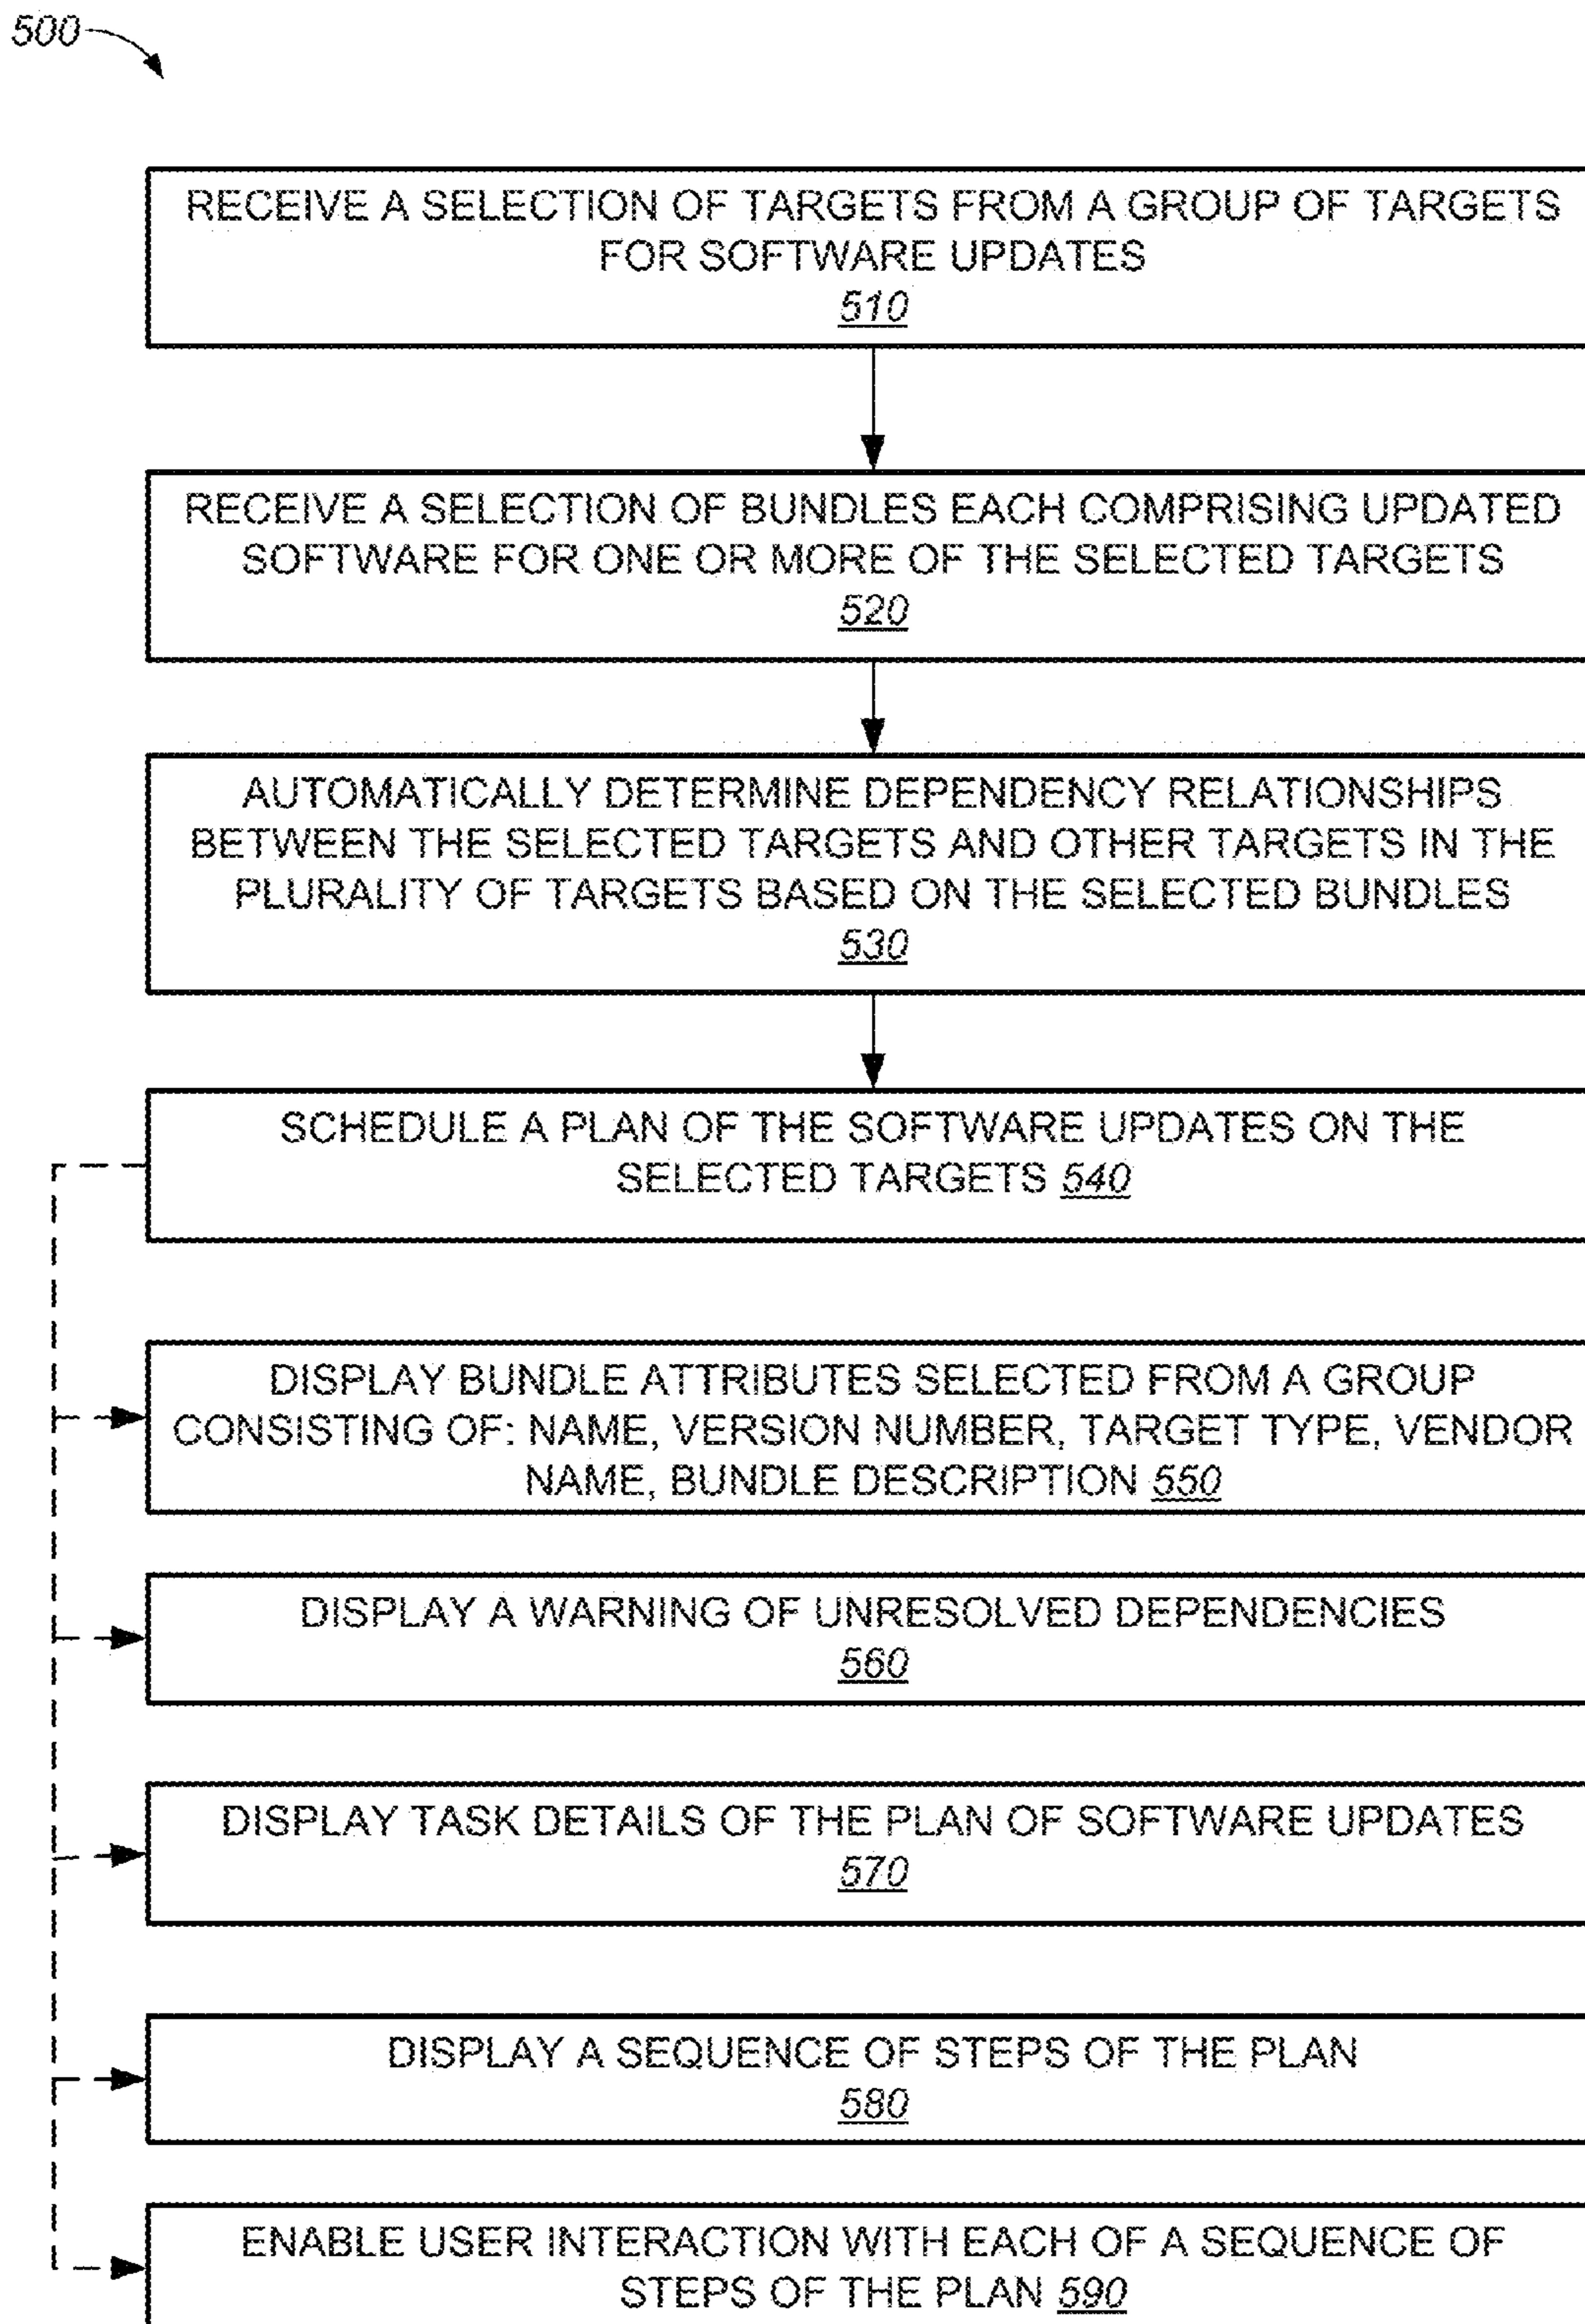 500
RECEIVE A SELECTION OF TARGETS FROM A GROUP OF TARGETS
FOR SOFTWARE UPDATES
510
RECEIVE A SELECTION OF BUNDLES EACH COMPRISING UPDATED
SOFTWARE FOR ONE OR MORE OF THE SELECTED TARGETS
520
AUTOMATICALLY DETERMINE DEPENDENCY RELATIONSHIPS
BETWEEN THE SELECTED TARGETS AND OTHER TARGETS IN THE
PLURALITY OF TARGETS BASED ON THE SELECTED BUNDLES
530
SCHEDULE A PLAN OF THE SOFTWARE UPDATES ON THE
SELECTED TARGETS 540
DISPLAY BUNDLE ATTRIBUTES SELECTED FROM A GROUP
CONSISTING OF: NAME, VERSION NUMBER, TARGET TYPE, VENDOR
NAME, BUNDLE DESCRIPTION 550
DISPLAY A WARNING OF UNRESOLVED DEPENDENCIES
560
DISPLAY TASK DETAILS OF THE PLAN OF SOFTWARE UPDATES
570
DISPLAY A SEQUENCE OF STEPS OF THE PLAN
580
ENABLE USER INTERACTION WITH EACH OF A SEQUENCE OF
STEPS OF THE PLAN 590